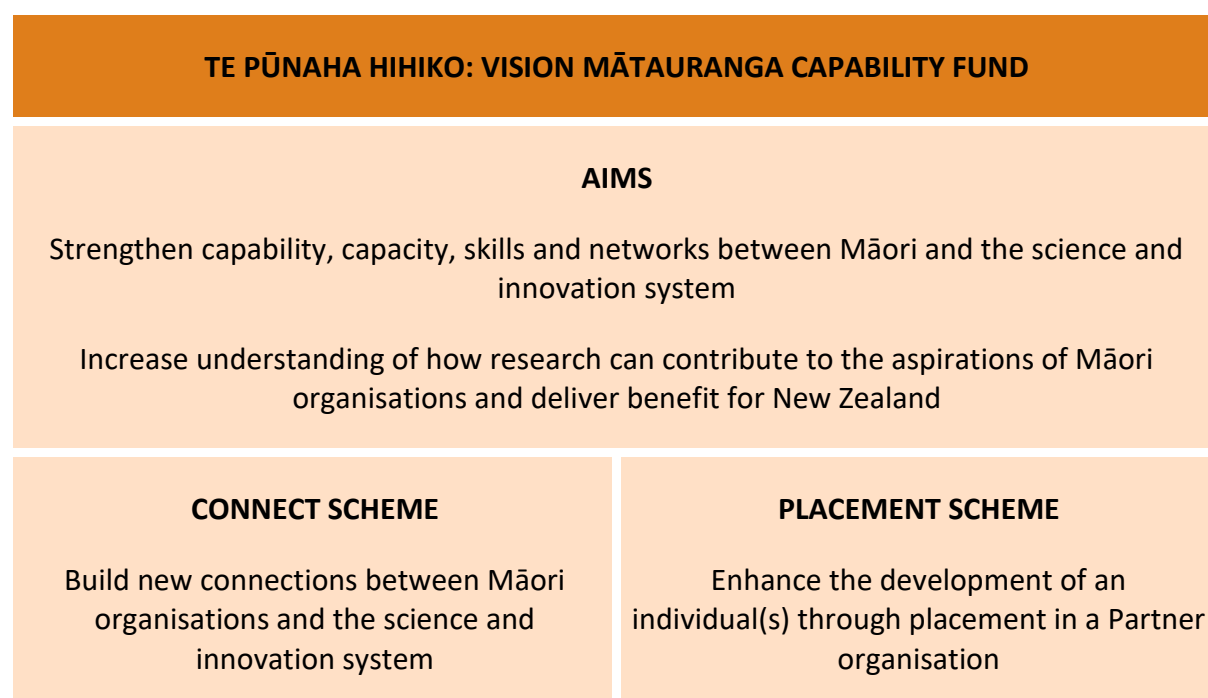 TE PŪNAHA HIHIKO: VISION MĀTAURANGA CAPABILITY FUND
AIMS
Strengthen capability, capacity, skills and networks between Māori and the science and
innovation system
Increase understanding of how research can contribute to the aspirations of Māori
organisations and deliver benefit for New Zealand
CONNECT SCHEME
Build new connections between Māori
organisations and the science and
innovation system
PLACEMENT SCHEME
Enhance the development of an
individual(s) through placement in a Partner
organisation